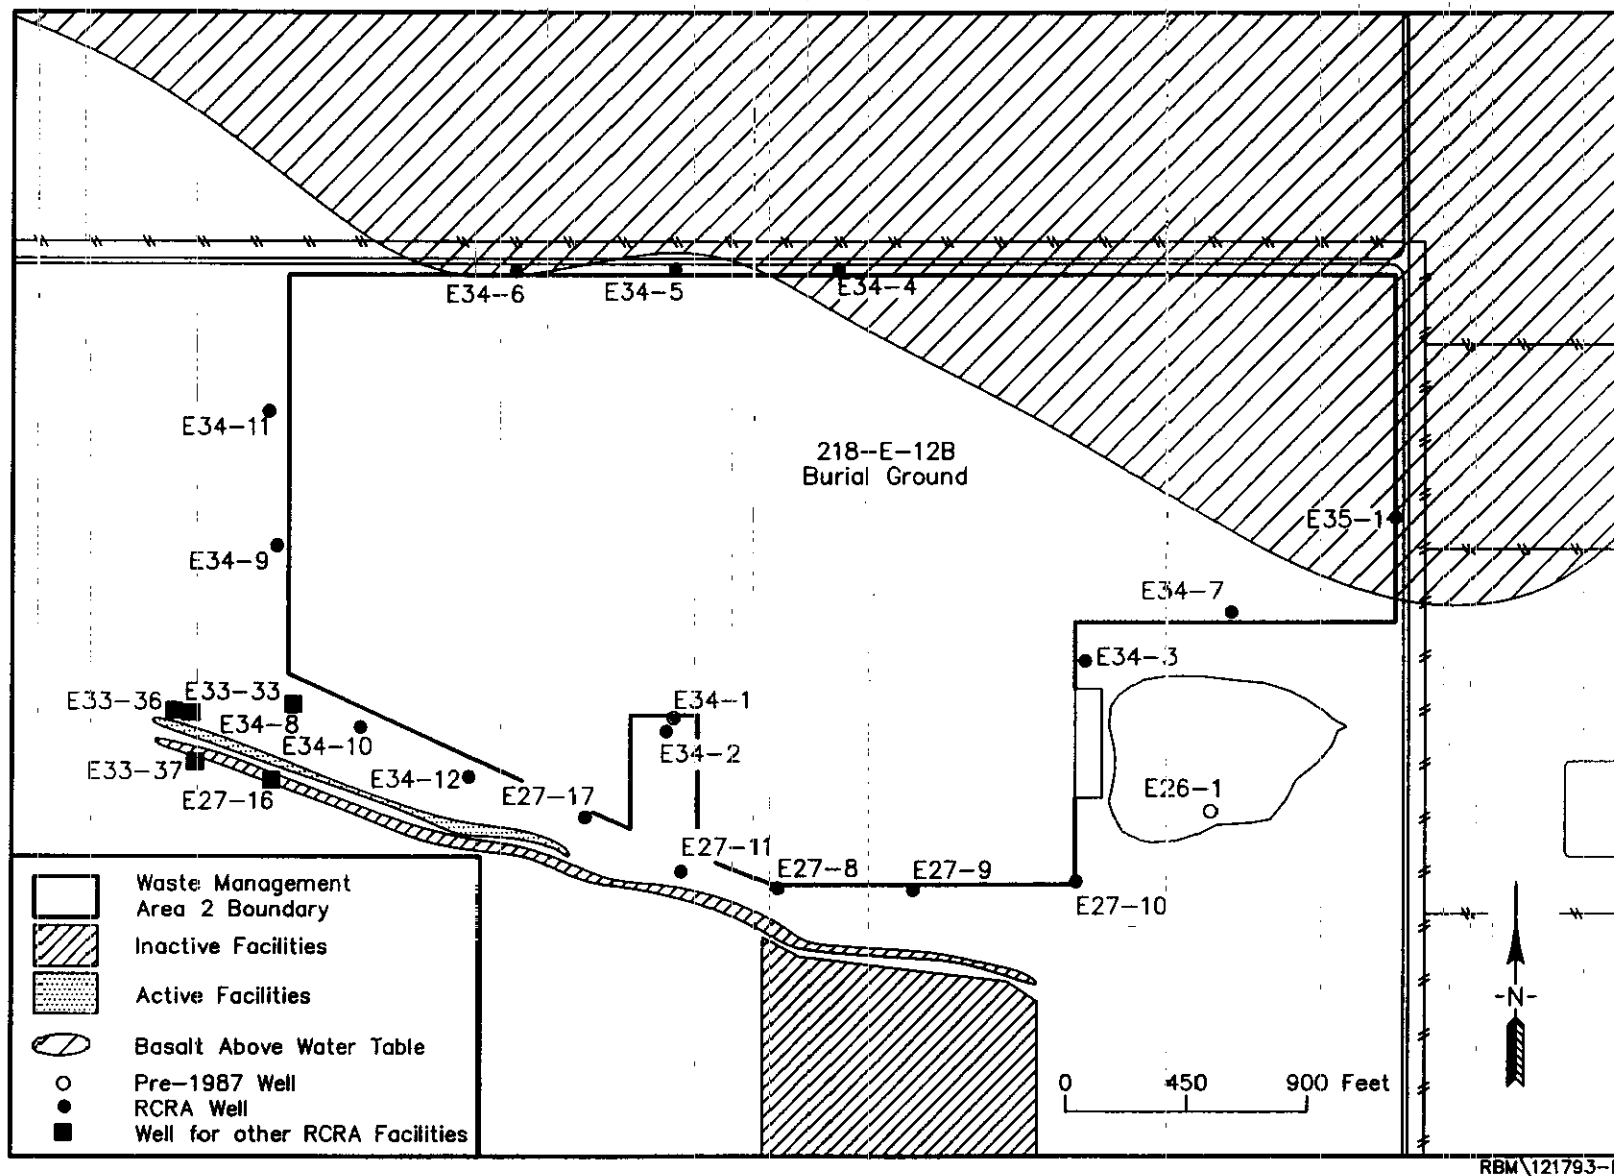 E34--6
E34-5
E34-4
E34-11
218--E-12B
Burial Ground
E35-1
E34-9
E34-7
E34-3
E33-36
E33-33
E34-1
E34-8
E34-10
E34-2
E33-37
E34-12
E27-17
E26-1
E27-16
E27-11
E27-8
E27-9
E27-10
Waste Management
Area 2 Boundary
Inactive Facilities
Active Facilities
Basalt Above Water Table
Pre-1987 Well
RCRA Well
Well for other RCRA Facilities
0 450 900 Feet
-N-